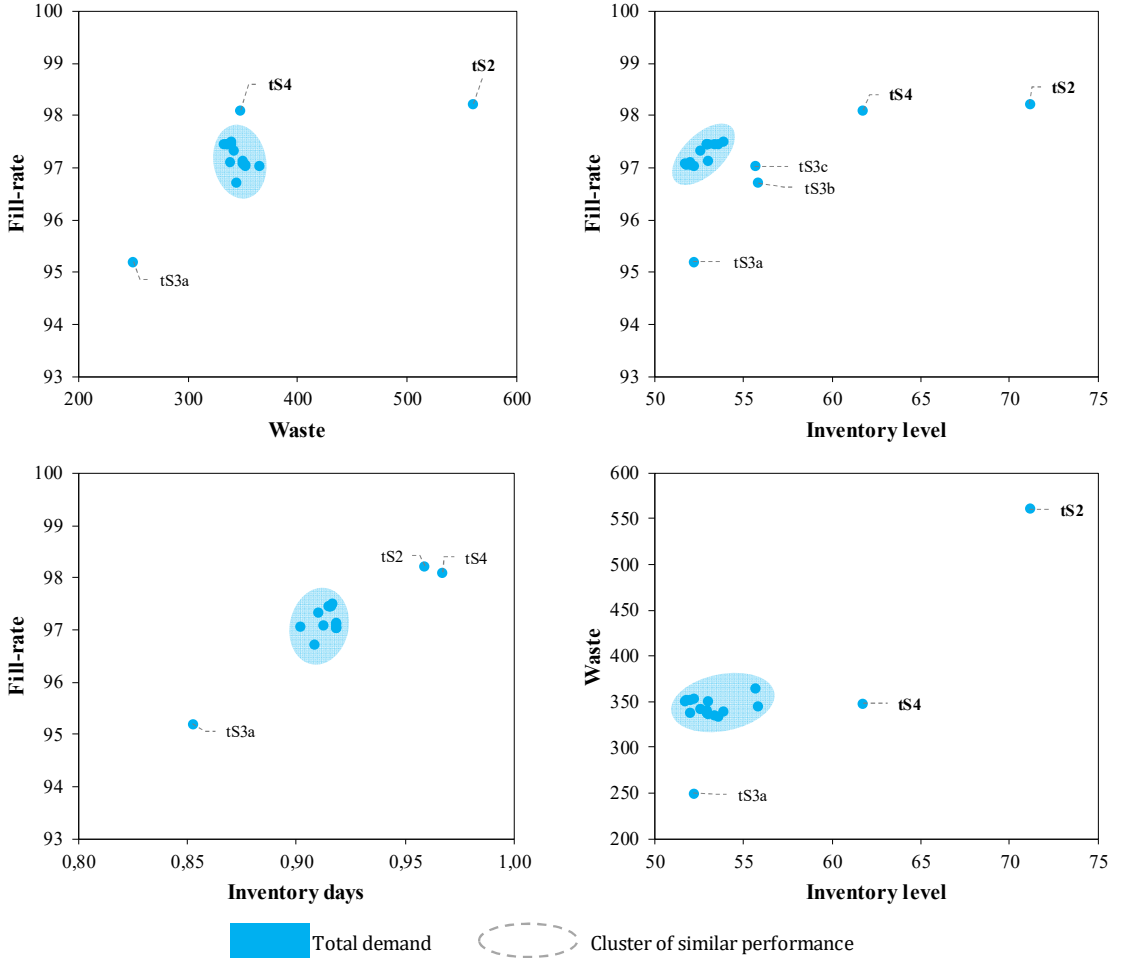 100
99
98
97
96
95
94
93
Fill-rate
tS4
tS2
tS3a
200 300 400 500 600
Waste
100
99
98
97
96
95
94
93
Fill-rate
tS4
tS2
tS3c
tS3b
tS3a
50 55 60 65 70 75
Inventory level
100
99
98
97
96
95
94
93
Fill-rate
tS2 tS4
tS3a
0,80 0,85 0,90 0,95 1,00
Inventory days
600
550
500
450
400
350
300
250
200
Waste
tS2
tS4
tS3a
50 55 60 65 70 75
Inventory level
Total demand Cluster of similar performance